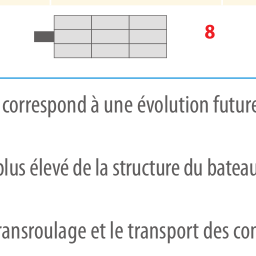 8
correspond à une évolution future
plus élevé de la structure du bateau
ransroulage et le transport des con